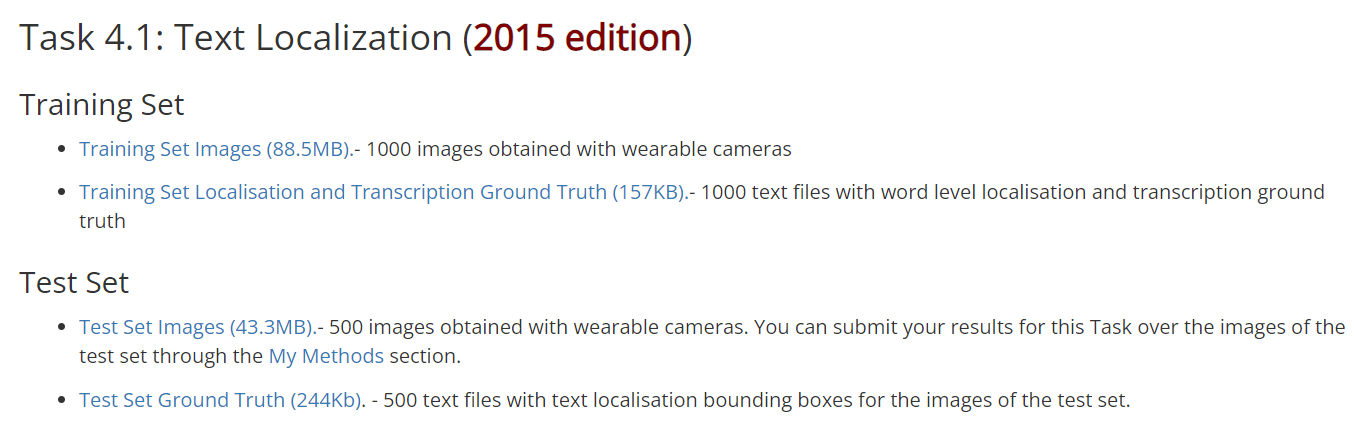 Task 4.1: Text Localization (2015 edition)
Training Set
• Training Set Images (88.5MB).- 1000 images obtained with wearable cameras
• Training Set Localisation and Transcription Ground Truth (157KB).- 1000 text files with word level localisation and transcription ground
truth
Test Set
• Test Set Images (43.3MB).- 500 images obtained with wearable cameras. You can submit your results for this Task over the images of the
test set through the My Methods section.
• Test Set Ground Truth (244Kb). - 500 text files with text localisation bounding boxes for the images of the test set.